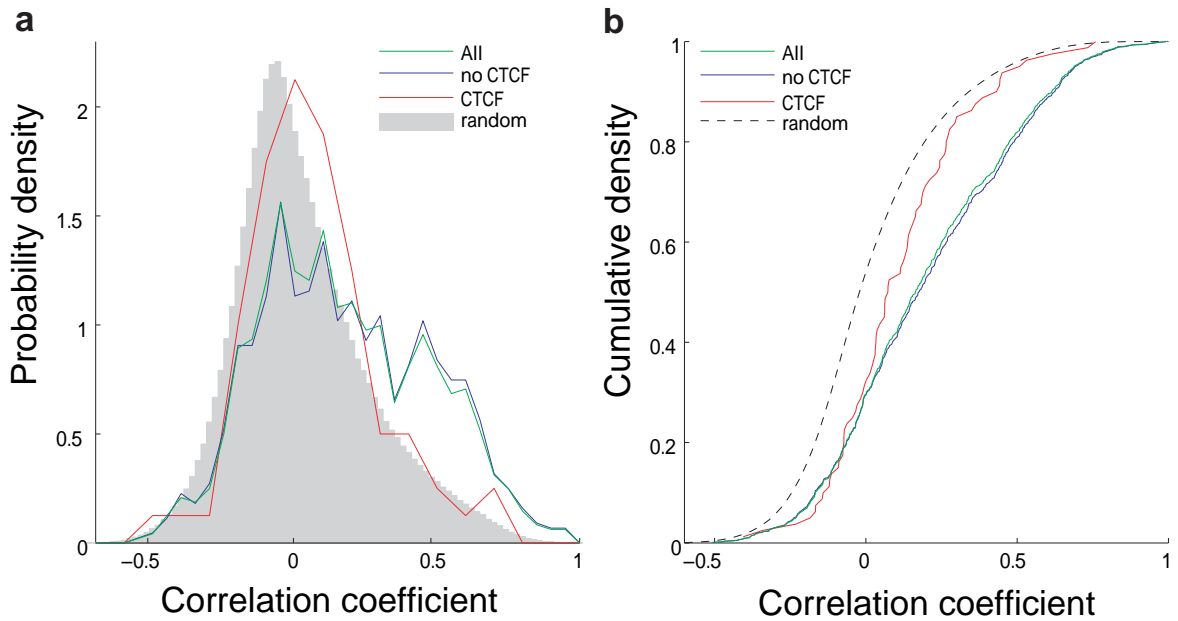 a
All
no CTCF
CTCF
random
2
1.5
1
0.5
0
−0.5
0
0.5
1
Probability density
Correlation coefficient
b
All
no CTCF
CTCF
random
1
0.8
0.6
0.4
0.2
0
−0.5
0
0.5
1
Cumulative density
Correlation coefficient